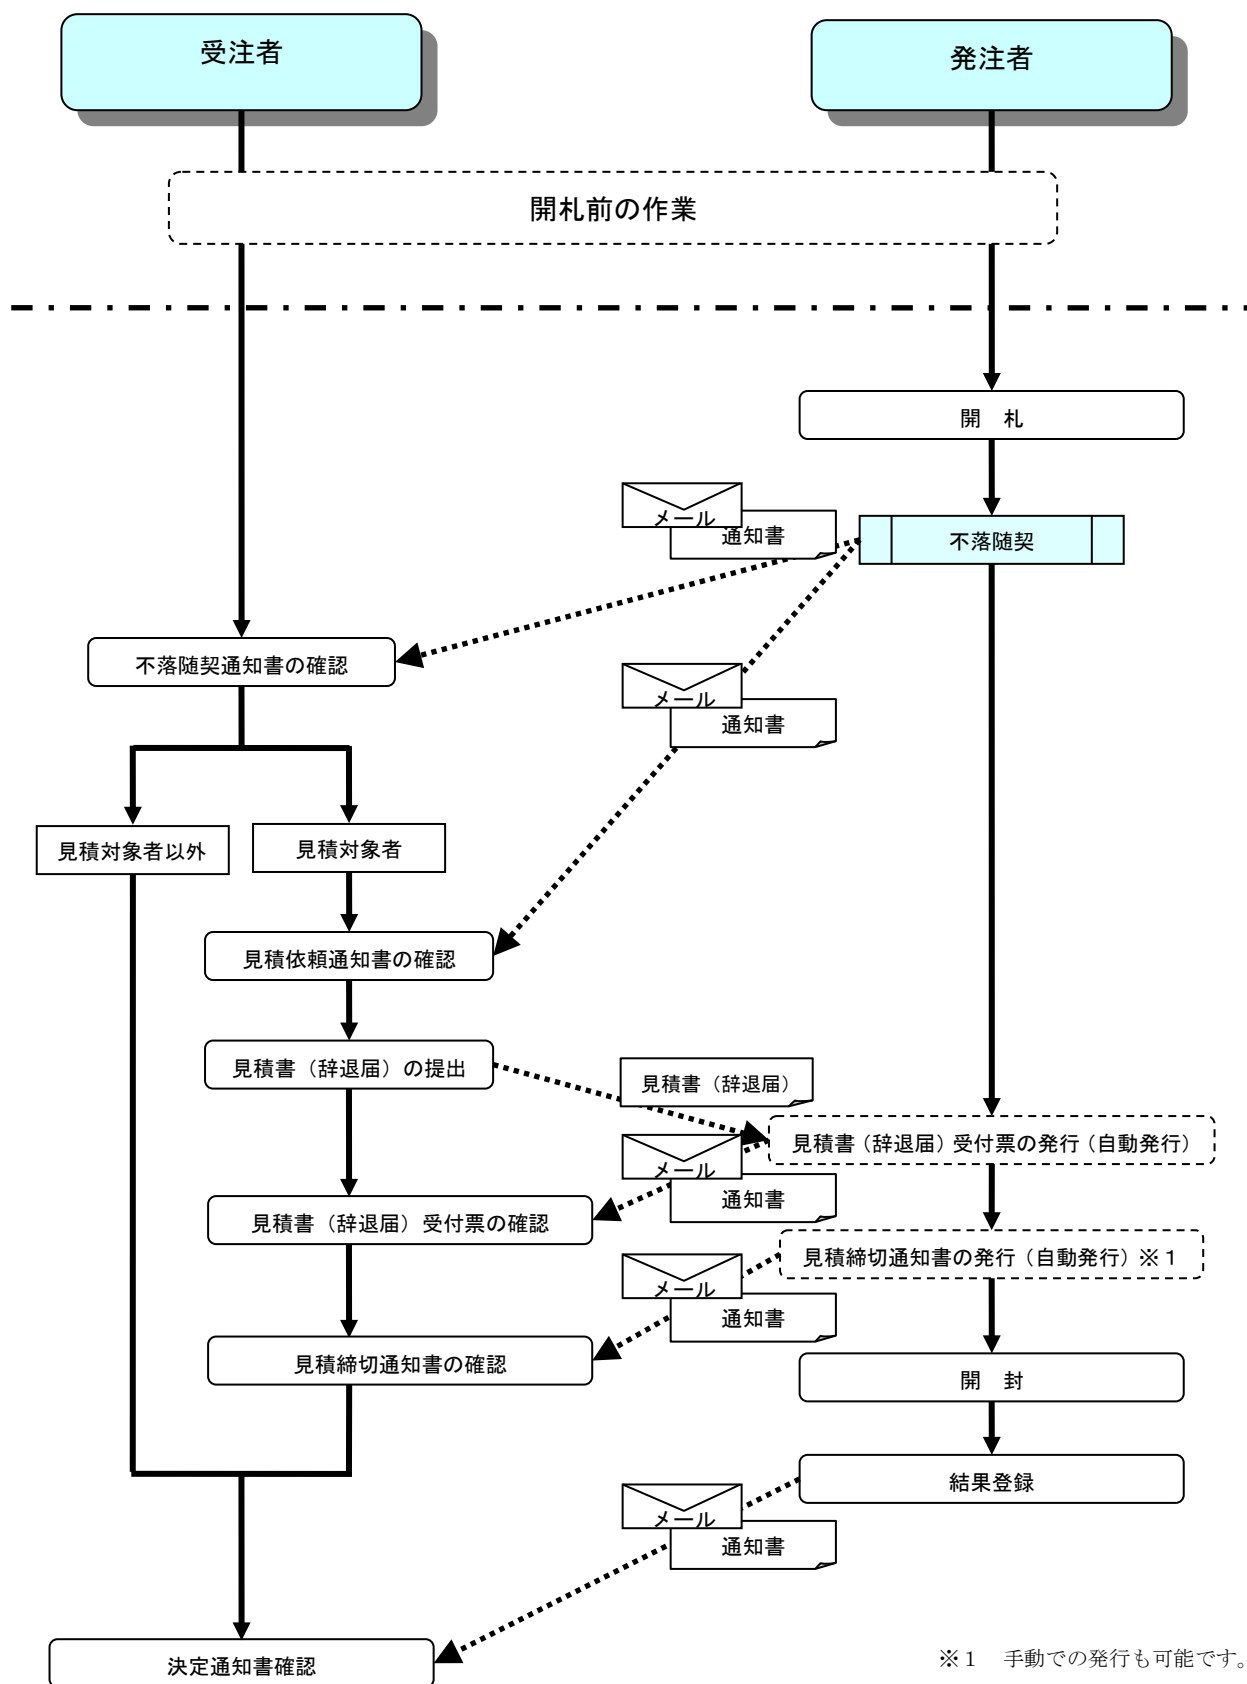 受注者
発注者
開札前の作業
開　札
メール
通知書
不落随契
不落随契通知書の確認
メール
通知書
見積対象者以外
見積対象者
見積依頼通知書の確認
見積書（辞退届）の提出
見積書（辞退届）
見積書（辞退届）受付票の発行（自動発行）
メール
通知書
見積書（辞退届）受付票の確認
見積締切通知書の発行（自動発行）※１
メール
通知書
見積締切通知書の確認
開　封
結果登録
メール
通知書
決定通知書確認
※１　手動での発行も可能です。